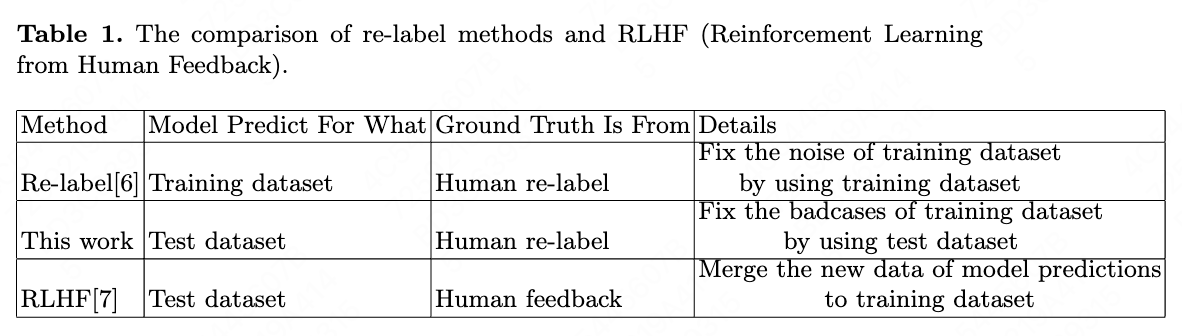 Table 1. The comparison of re-label methods and RLHF (Reinforcement Learning
from Human Feedback).
Method Model Predict For What Ground Truth Is From Details
Re-label[6] Training dataset Human re-label Fix the noise of training dataset
by using training dataset
This work Test dataset Human re-label Fix the badcases of training dataset
by using test dataset
RLHF[7] Test dataset Human feedback Merge the new data of model predictions
to training dataset